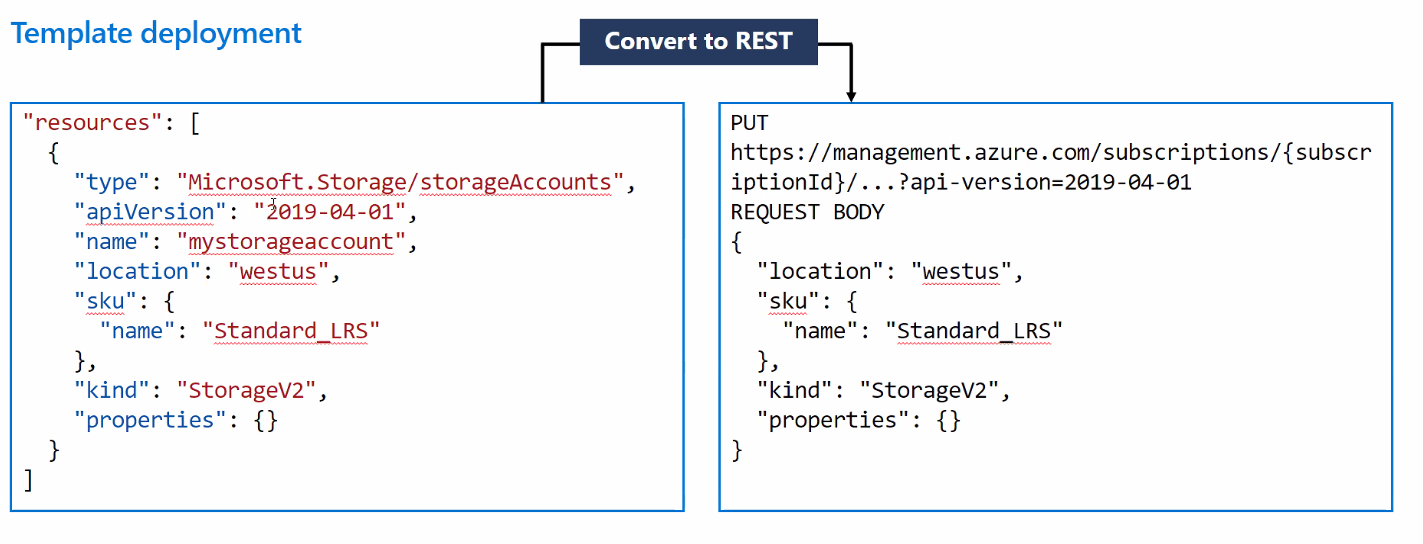 Template deployment
Convert to REST
"resources": [
{
"type": "Microsoft.Storage/storageAccounts",
"apiVersion": "2019-04-01",
"name": "mystorageaccount",
"location": "westus",
"sku": {
"name": "Standard_LRS"
},
"kind": "StorageV2",
"properties": {}
}
]
PUT
https://management.azure.com/subscriptions/{subscr
iptionId}/...?api-version=2019-04-01
REQUEST BODY
{
"location": "westus",
"sku": {
"name": "Standard_LRS"
},
"kind": "StorageV2",
"properties": {}
}